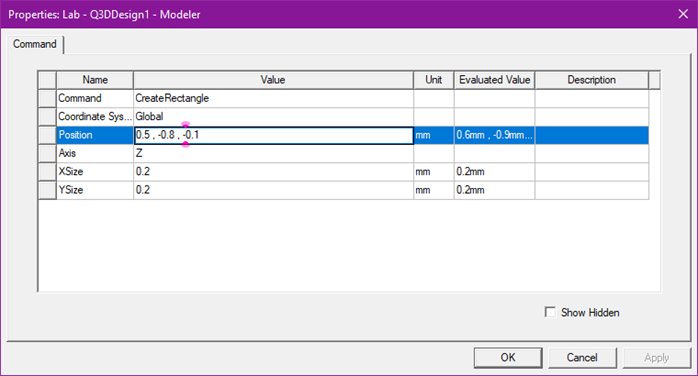 Properties: Lab - Q3DDesign1 - Modeler
Command
Name Value Unit Evaluated Value Description
Command CreateRectangle
Coordinate Sys... Global
Position 0.5 , -0.8 , -0.1 mm 0.6mm , -0.9mm...
Axis Z
XSize 0.2 mm 0.2mm
YSize 0.2 mm 0.2mm
Show Hidden
OK Cancel Apply